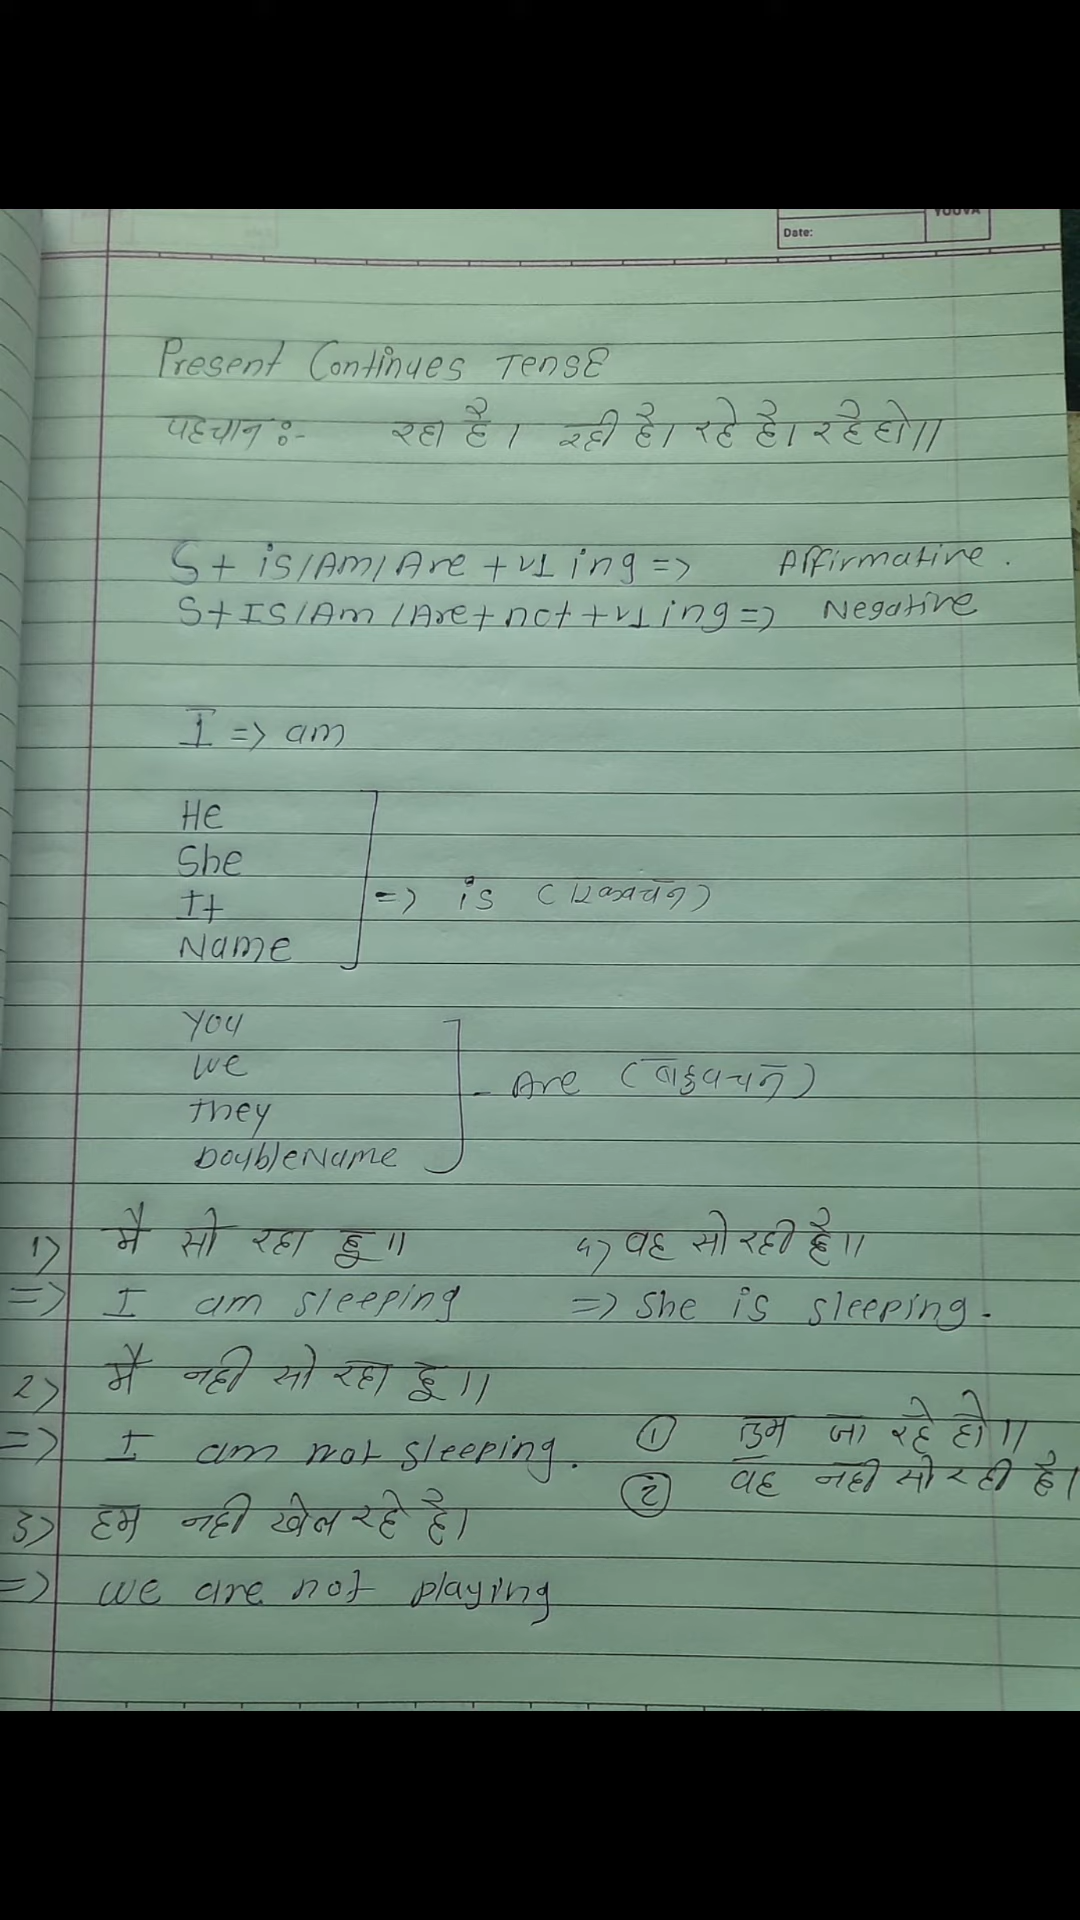 YOUVA
Date:
Present Continues Tense
पहचान :- रहा है। रही है। रहे है। रहे हो।।
S + is/Am/Are + v1 ing => Affirmative.
S + IS/Am/Are + not + v1 ing => Negative
I => am
He
She
It
Name
=> is (एकवचन)
You
we
they
DoubleName
- Are (बहुवचन)
1) मै सो रहा हू।।
=> I am sleeping
2) मै नही सो रहा हू।।
=> I am not sleeping.
3) हम नही खेल रहे है।
=> we are not playing
4) वह सो रही है।।
=> She is sleeping.
① तुम जा रहे हो।।
② वह नही सो रही है।